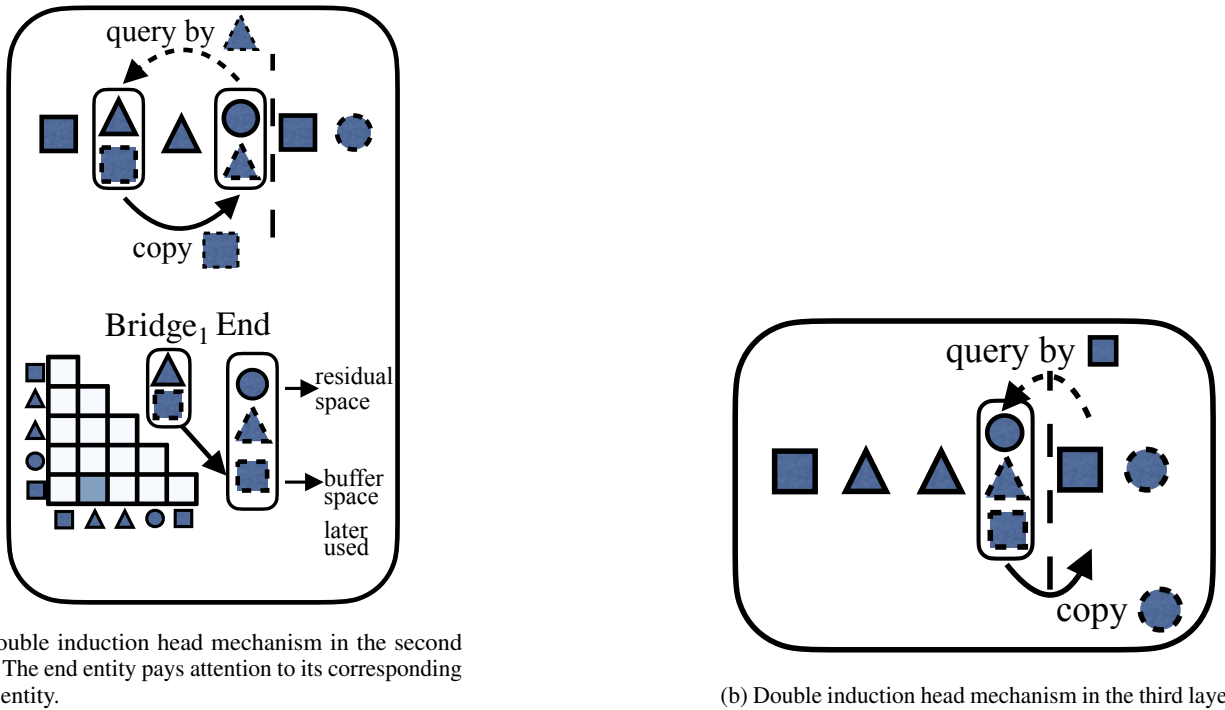 query by
copy
Bridge1 End
residual
space
buffer
space
later
used
ouble induction head mechanism in the second
The end entity pays attention to its corresponding
entity.
query by
copy
(b) Double induction head mechanism in the third laye